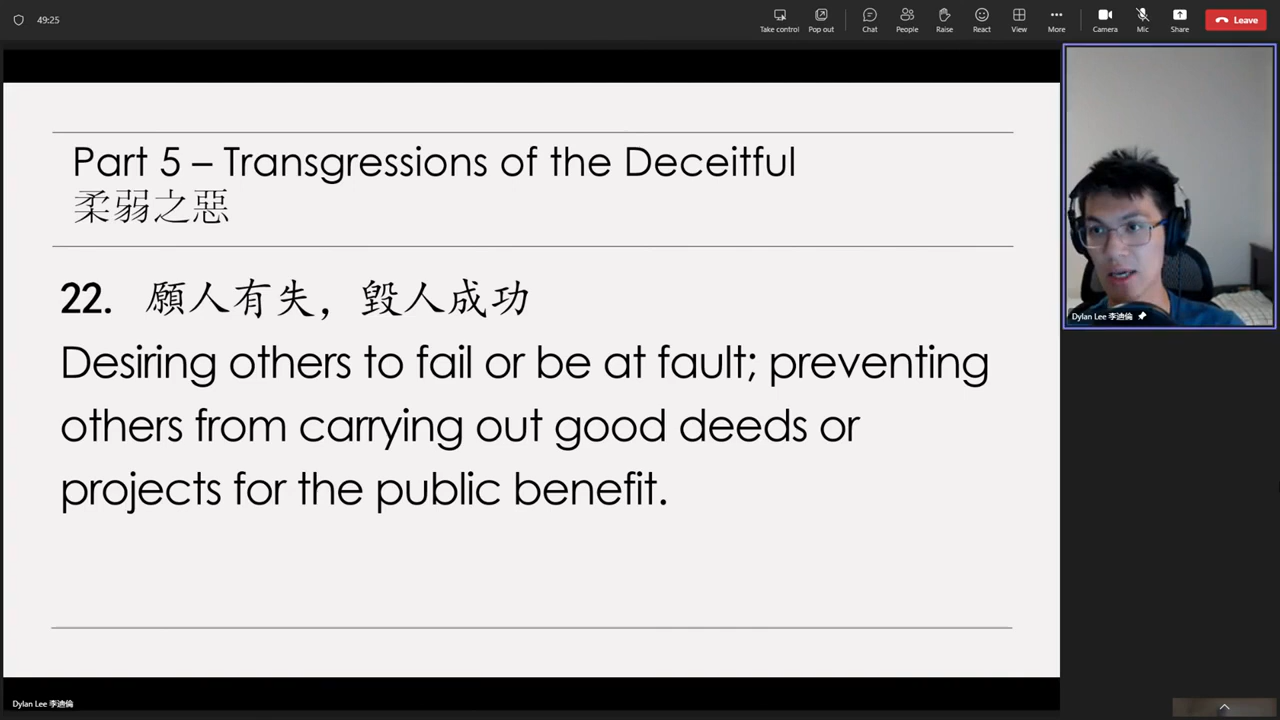 49:25
Take control
Pop out
Chat
People
Raise
React
View
More
Camera
Mic
Share
Leave
Part 5 – Transgressions of the Deceitful
柔弱之惡
22. 願人有失，毀人成功
Desiring others to fail or be at fault; preventing
others from carrying out good deeds or
projects for the public benefit.
Dylan Lee 李迪倫
Dylan Lee 李迪倫